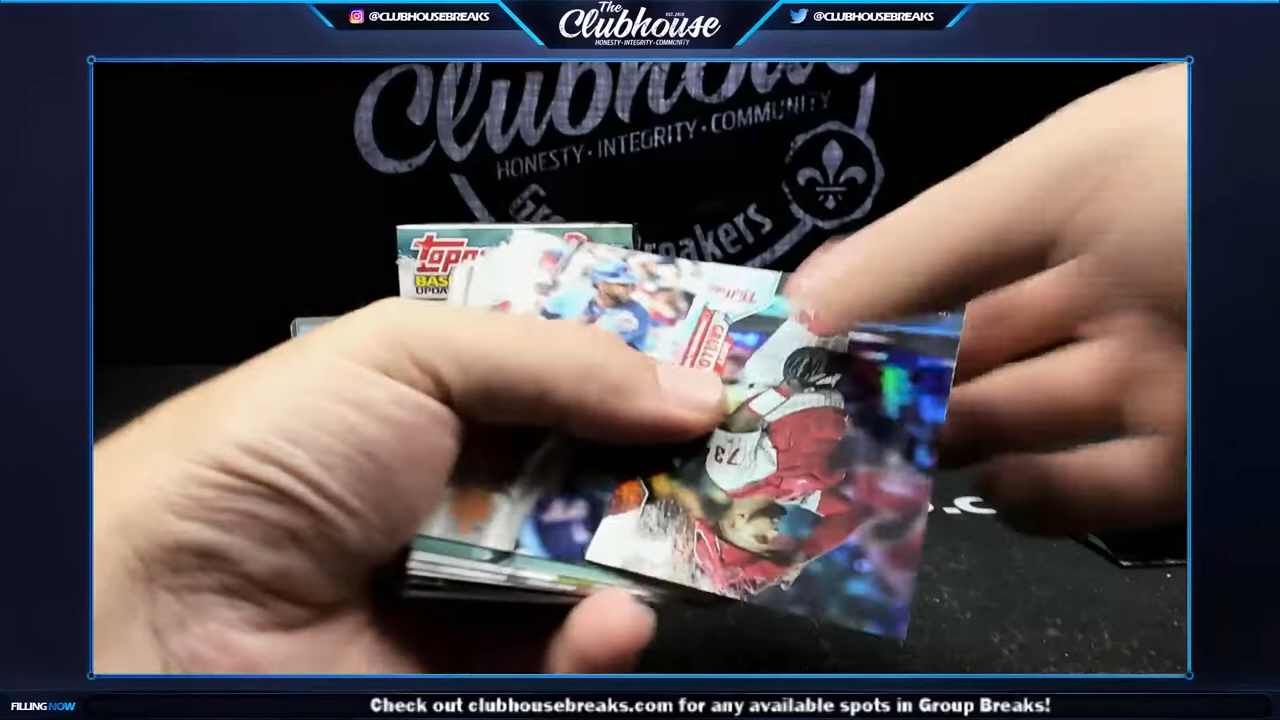 @CLUBHOUSEBREAKS
The
EST. 2018
Clubhouse
HONESTY • INTEGRITY • COMMUNITY
@CLUBHOUSEBREAKS
Clubhouse
HONESTY • INTEGRITY • COMMUNITY
Breakers
Topps
BAS
UPDA
73
FILLING NOW
Check out clubhousebreaks.com for any available spots in Group Breaks!